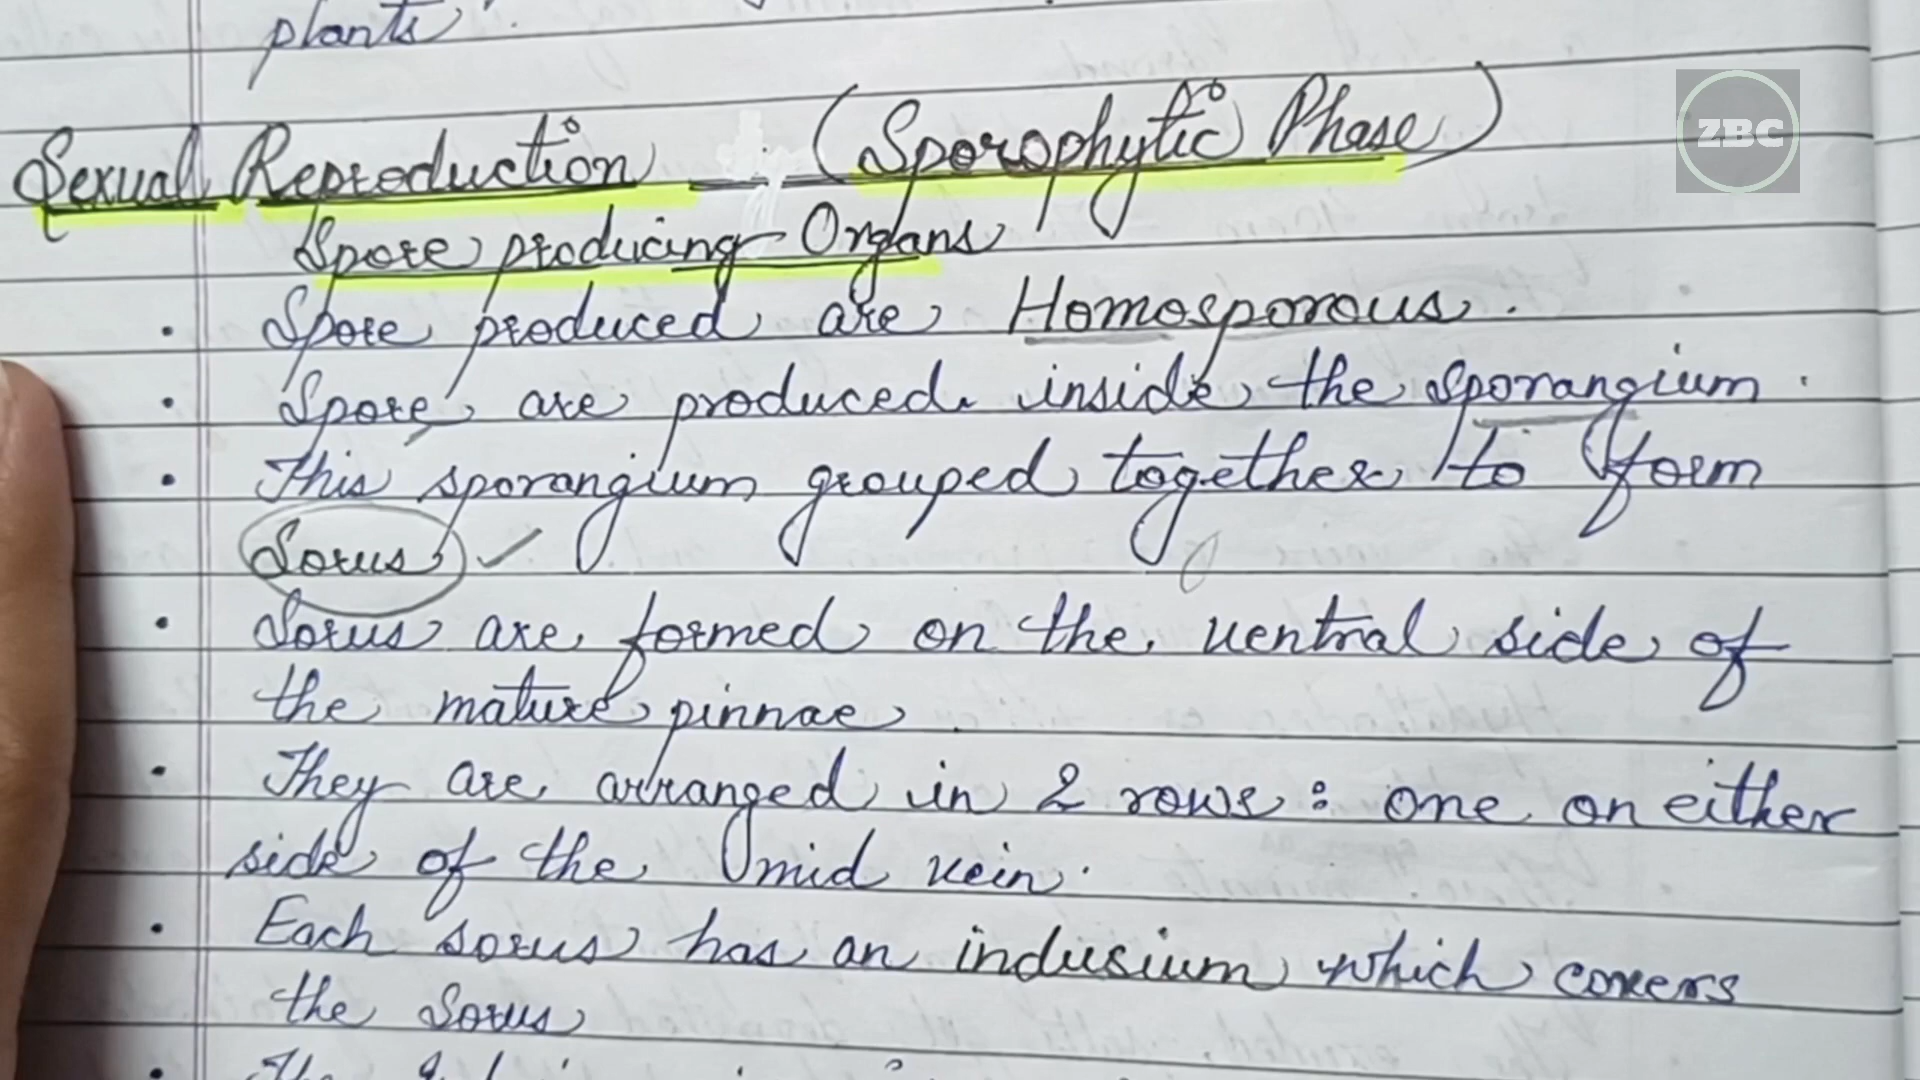 plants.
Sexual Reproduction — (Sporophytic Phase)
Spore producing Organs
• Spore produced are Homosporous.
• Spore's are produced inside the sporangium.
• This sporangium grouped together to form
Sorus ✓
• Sorus are formed on the ventral side of
the mature pinnae
• They are arranged in 2 rows: one on either
side of the mid vein.
• Each sorus has an indusium which covers
the Sorus
ZBC